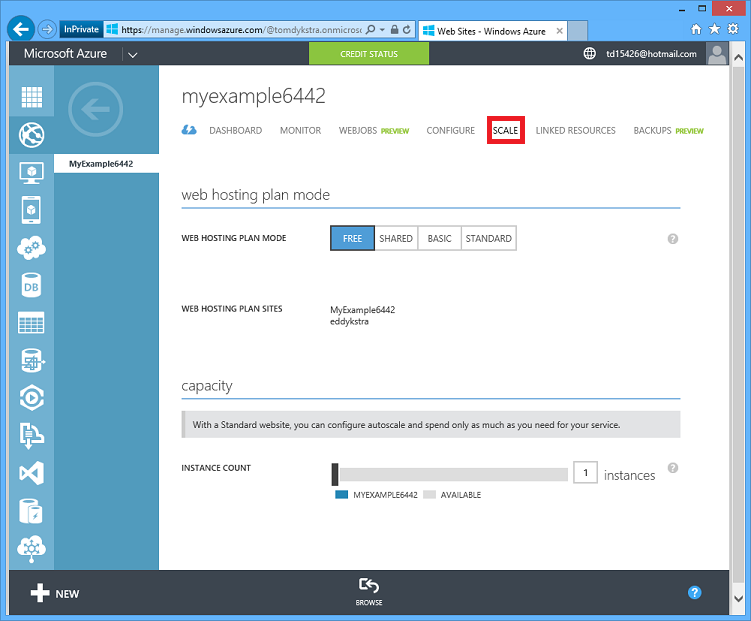 InPrivate https://manage.windowsazure.com/@tomdykstra.onmicrosc Web Sites - Windows Azure
Microsoft Azure CREDIT STATUS td15426@hotmail.com
myexample6442
DASHBOARD MONITOR WEBJOBS PREVIEW CONFIGURE SCALE LINKED RESOURCES BACKUPS PREVIEW
MyExample6442
web hosting plan mode
WEB HOSTING PLAN MODE FREE SHARED BASIC STANDARD ?
DB
WEB HOSTING PLAN SITES MyExample6442
eddykstra
capacity
With a Standard website, you can configure autoscale and spend only as much as you need for your service.
INSTANCE COUNT 1 instances ?
MYEXAMPLE6442 AVAILABLE
NEW BROWSE ?